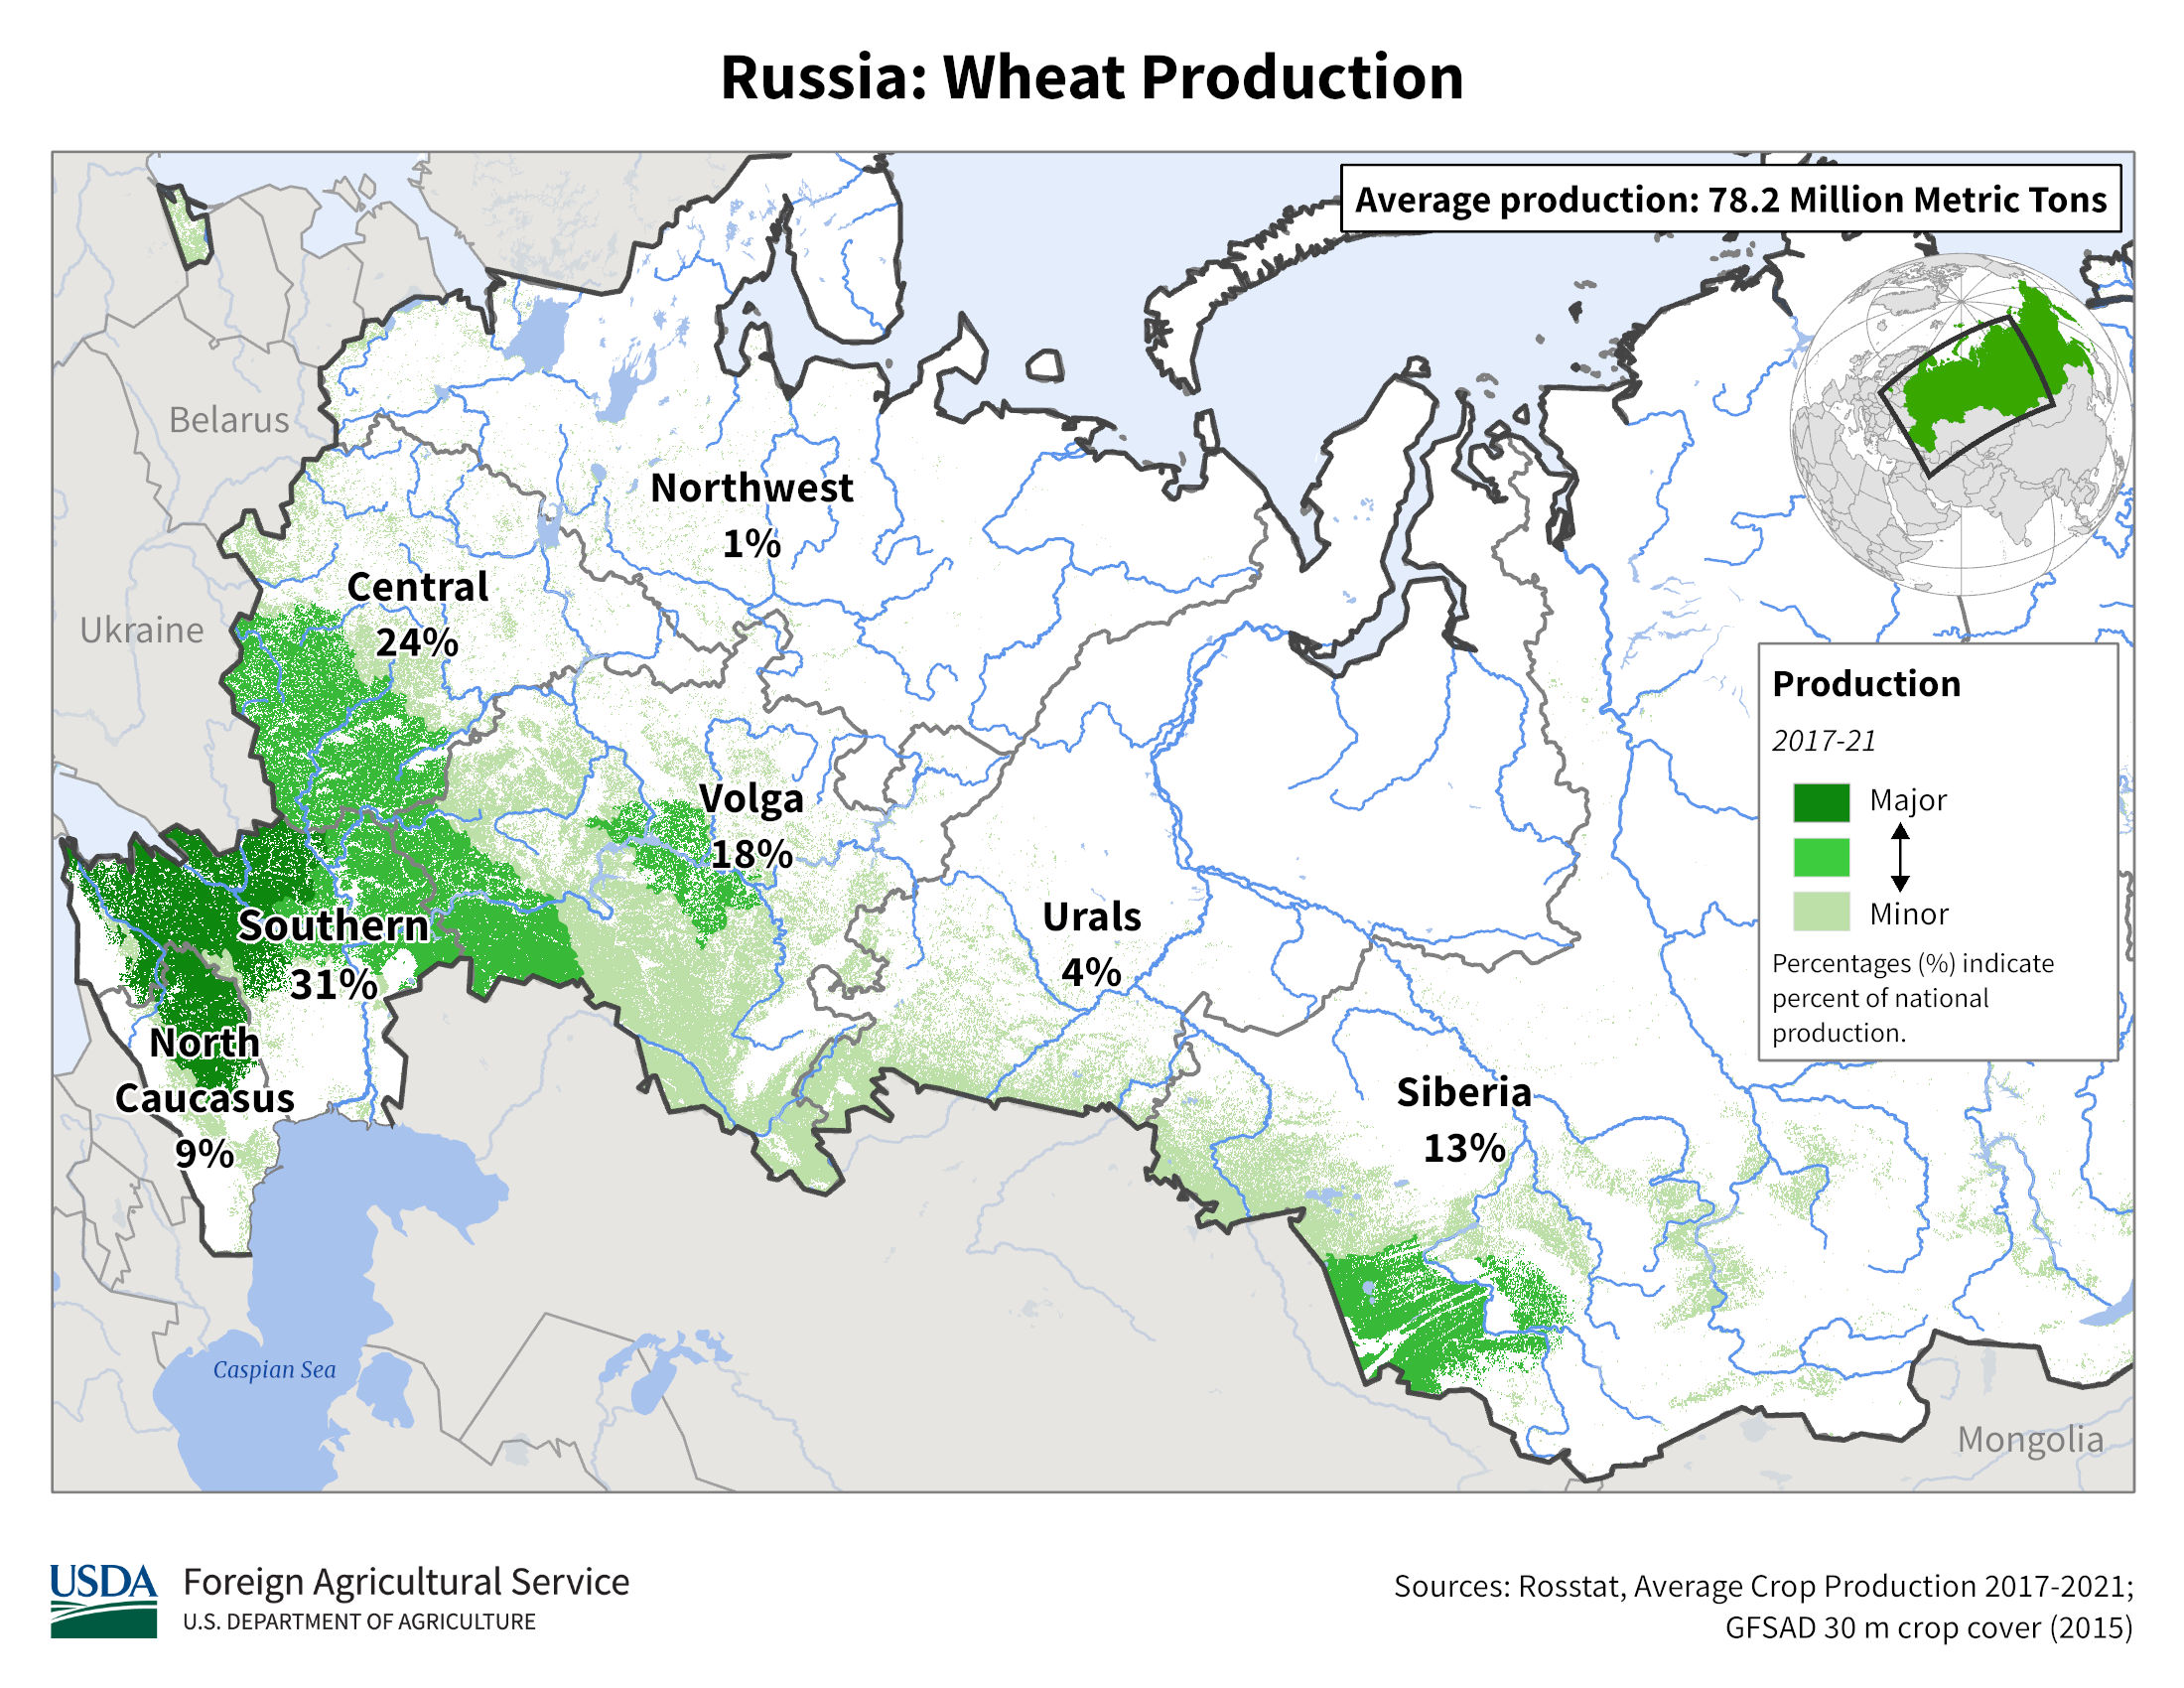 Russia: Wheat Production
Average production: 78.2 Million Metric Tons
Belarus
Ukraine
Northwest
1%
Central
24%
Volga
18%
Southern
31%
North
Caucasus
9%
Urals
4%
Siberia
13%
Caspian Sea
Mongolia
Production
2017-21
Major
Minor
Percentages (%) indicate
percent of national
production.
USDA
Foreign Agricultural Service
U.S. DEPARTMENT OF AGRICULTURE
Sources: Rosstat, Average Crop Production 2017-2021;
GFSAD 30 m crop cover (2015)